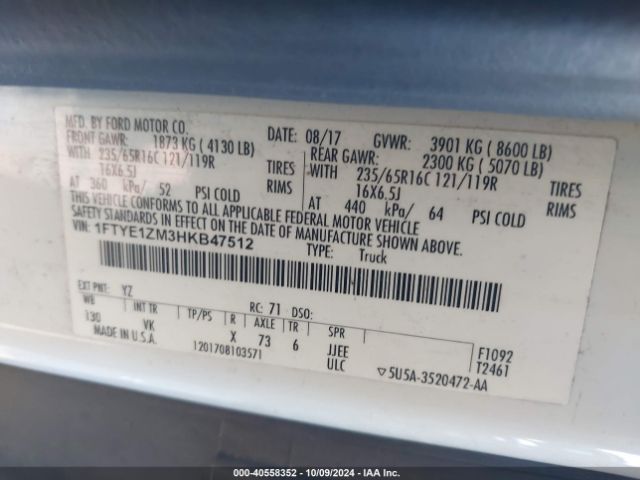 MFD. BY FORD MOTOR CO.
DATE: 08/17 GVWR: 3901 KG ( 8600 LB)
FRONT GAWR: 1873 KG ( 4130 LB)
REAR GAWR: 2300 KG ( 5070 LB)
WITH 235/65R16C 121/119R TIRES
WITH 235/65R16C 121/119R TIRES
16X6.5J RIMS
16X6.5J RIMS
AT 360 kPa/ 52 PSI COLD
AT 440 kPa/ 64 PSI COLD
THIS VEHICLE CONFORMS TO ALL APPLICABLE FEDERAL MOTOR VEHICLE
SAFETY STANDARDS IN EFFECT ON THE DATE OF MANUFACTURE SHOWN ABOVE.
VIN: 1FTYE1ZM3HKB47512
TYPE: Truck
EXT PNT: YZ RC: 71 DSO:
WB INT TR TP/PS R AXLE TR SPR
130 VK X 73 6 JJEE F1092
MADE IN U.S.A. 1201708103571 ULC T2461
5U5A-3520472-AA
000-40558352 - 10/09/2024 - IAA Inc.